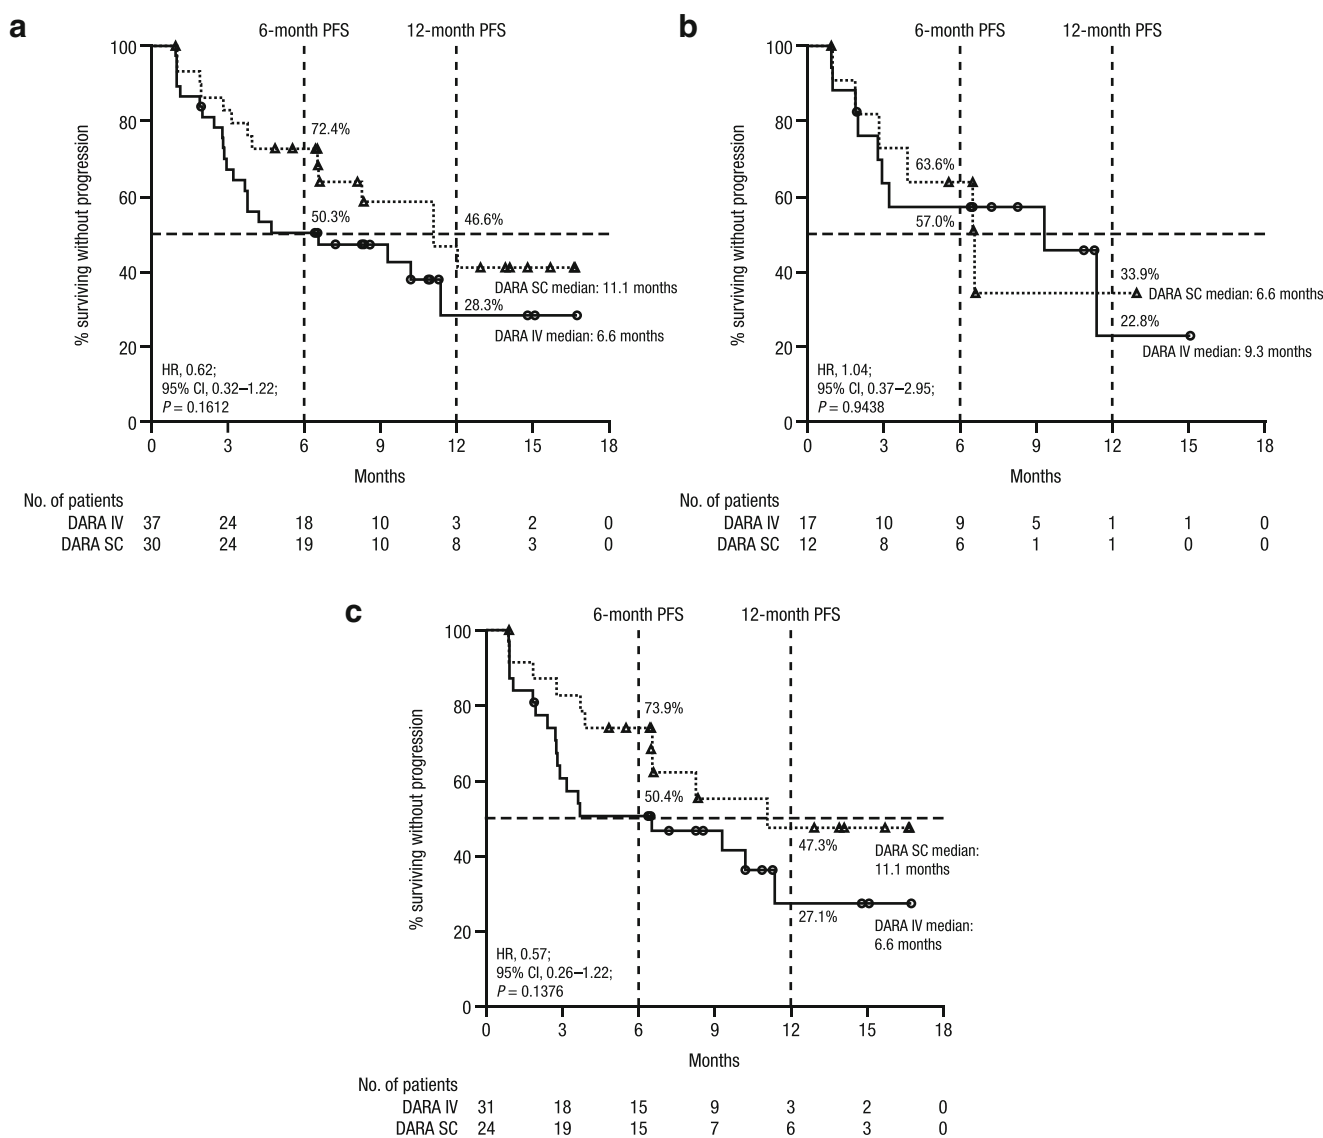 a
6-month PFS 12-month PFS
100
80
60
40
20
0
% surviving without progression
72.4%
50.3%
46.6%
DARA SC median: 11.1 months
28.3%
DARA IV median: 6.6 months
HR, 0.62;
95% CI, 0.32–1.22;
P = 0.1612
0 3 6 9 12 15 18
Months
No. of patients
DARA IV 37 24 18 10 3 2 0
DARA SC 30 24 19 10 8 3 0
b
6-month PFS 12-month PFS
100
80
60
40
20
0
% surviving without progression
63.6%
57.0%
33.9%
DARA SC median: 6.6 months
22.8%
DARA IV median: 9.3 months
HR, 1.04;
95% CI, 0.37–2.95;
P = 0.9438
0 3 6 9 12 15 18
Months
No. of patients
DARA IV 17 10 9 5 1 1 0
DARA SC 12 8 6 1 1 0 0
c
6-month PFS 12-month PFS
100
80
60
40
20
0
% surviving without progression
73.9%
50.4%
47.3%
DARA SC median:
11.1 months
27.1%
DARA IV median:
6.6 months
HR, 0.57;
95% CI, 0.26–1.22;
P = 0.1376
0 3 6 9 12 15 18
Months
No. of patients
DARA IV 31 18 15 9 3 2 0
DARA SC 24 19 15 7 6 3 0